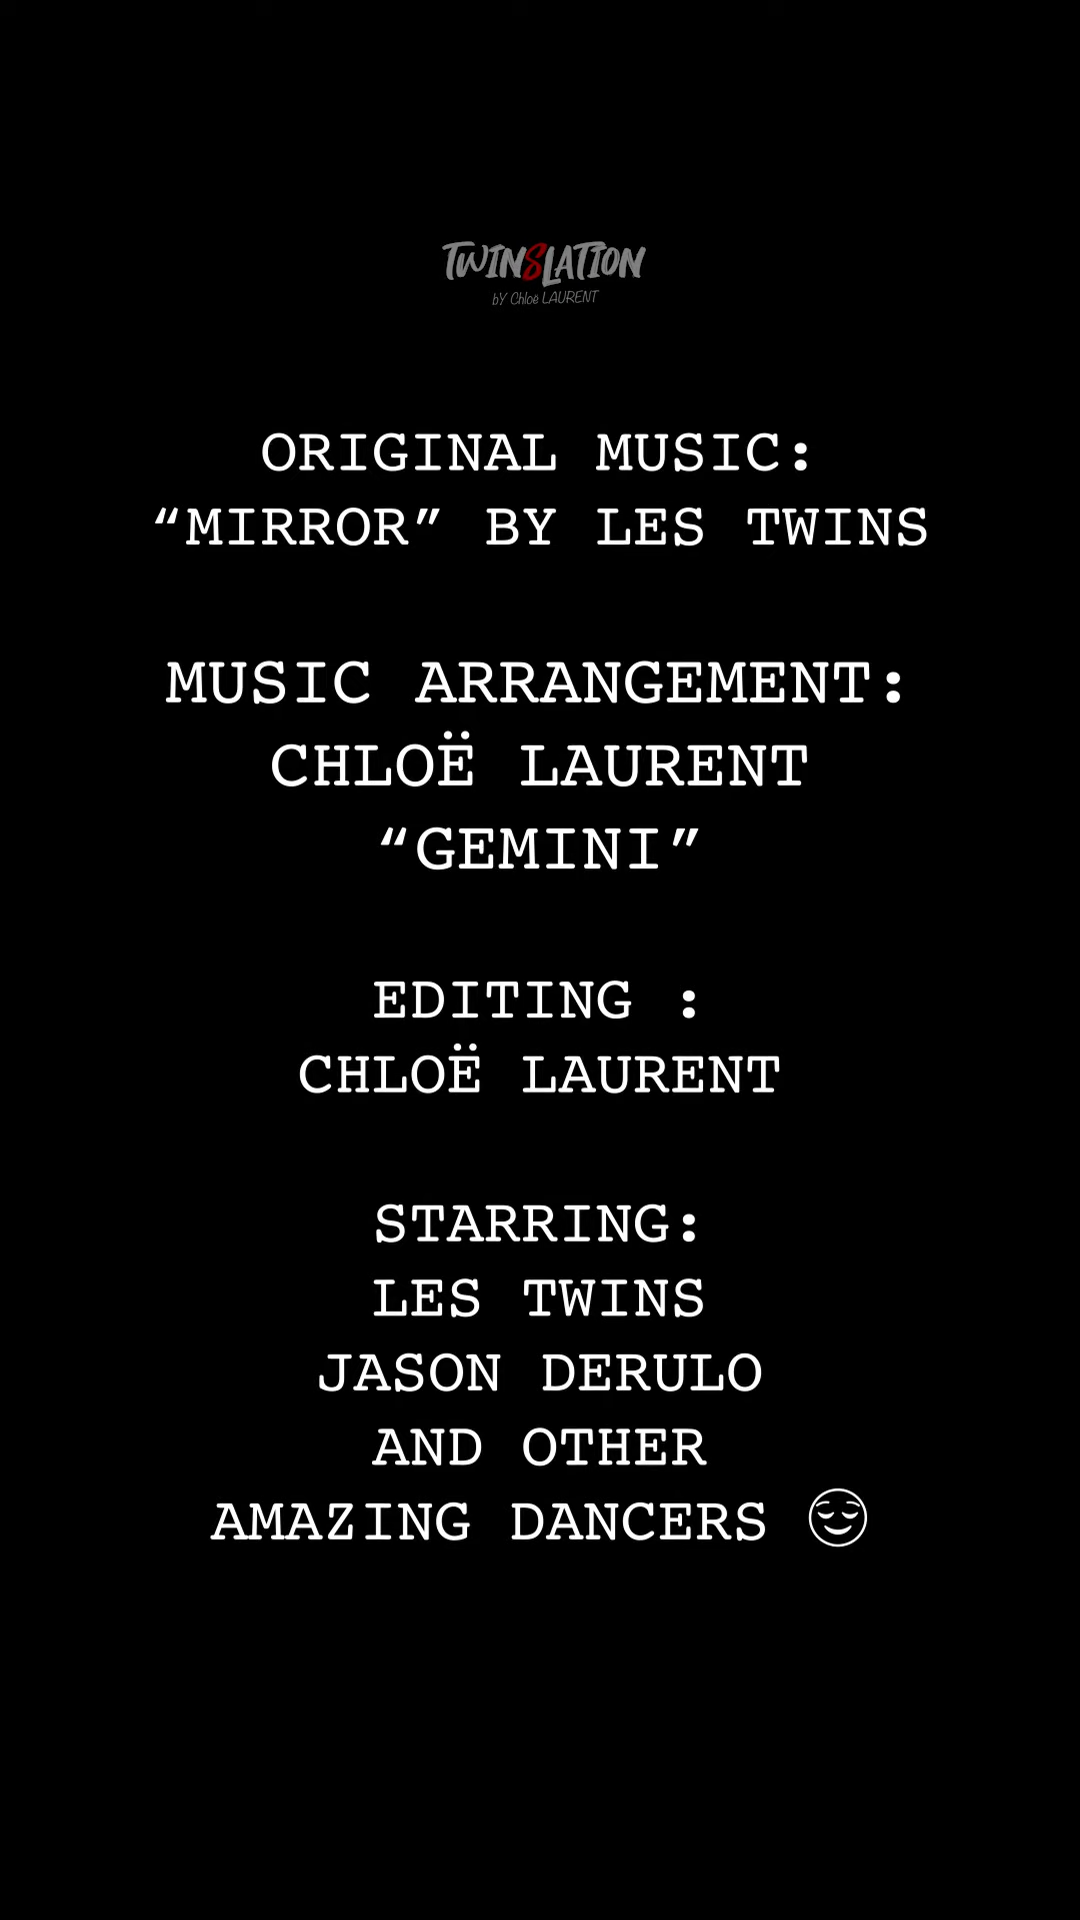 TWINSLATION
bY Chloë LAURENT
ORIGINAL MUSIC:
“MIRROR” BY LES TWINS
MUSIC ARRANGEMENT:
CHLOË LAURENT
“GEMINI”
EDITING :
CHLOË LAURENT
STARRING:
LES TWINS
JASON DERULO
AND OTHER
AMAZING DANCERS 😌